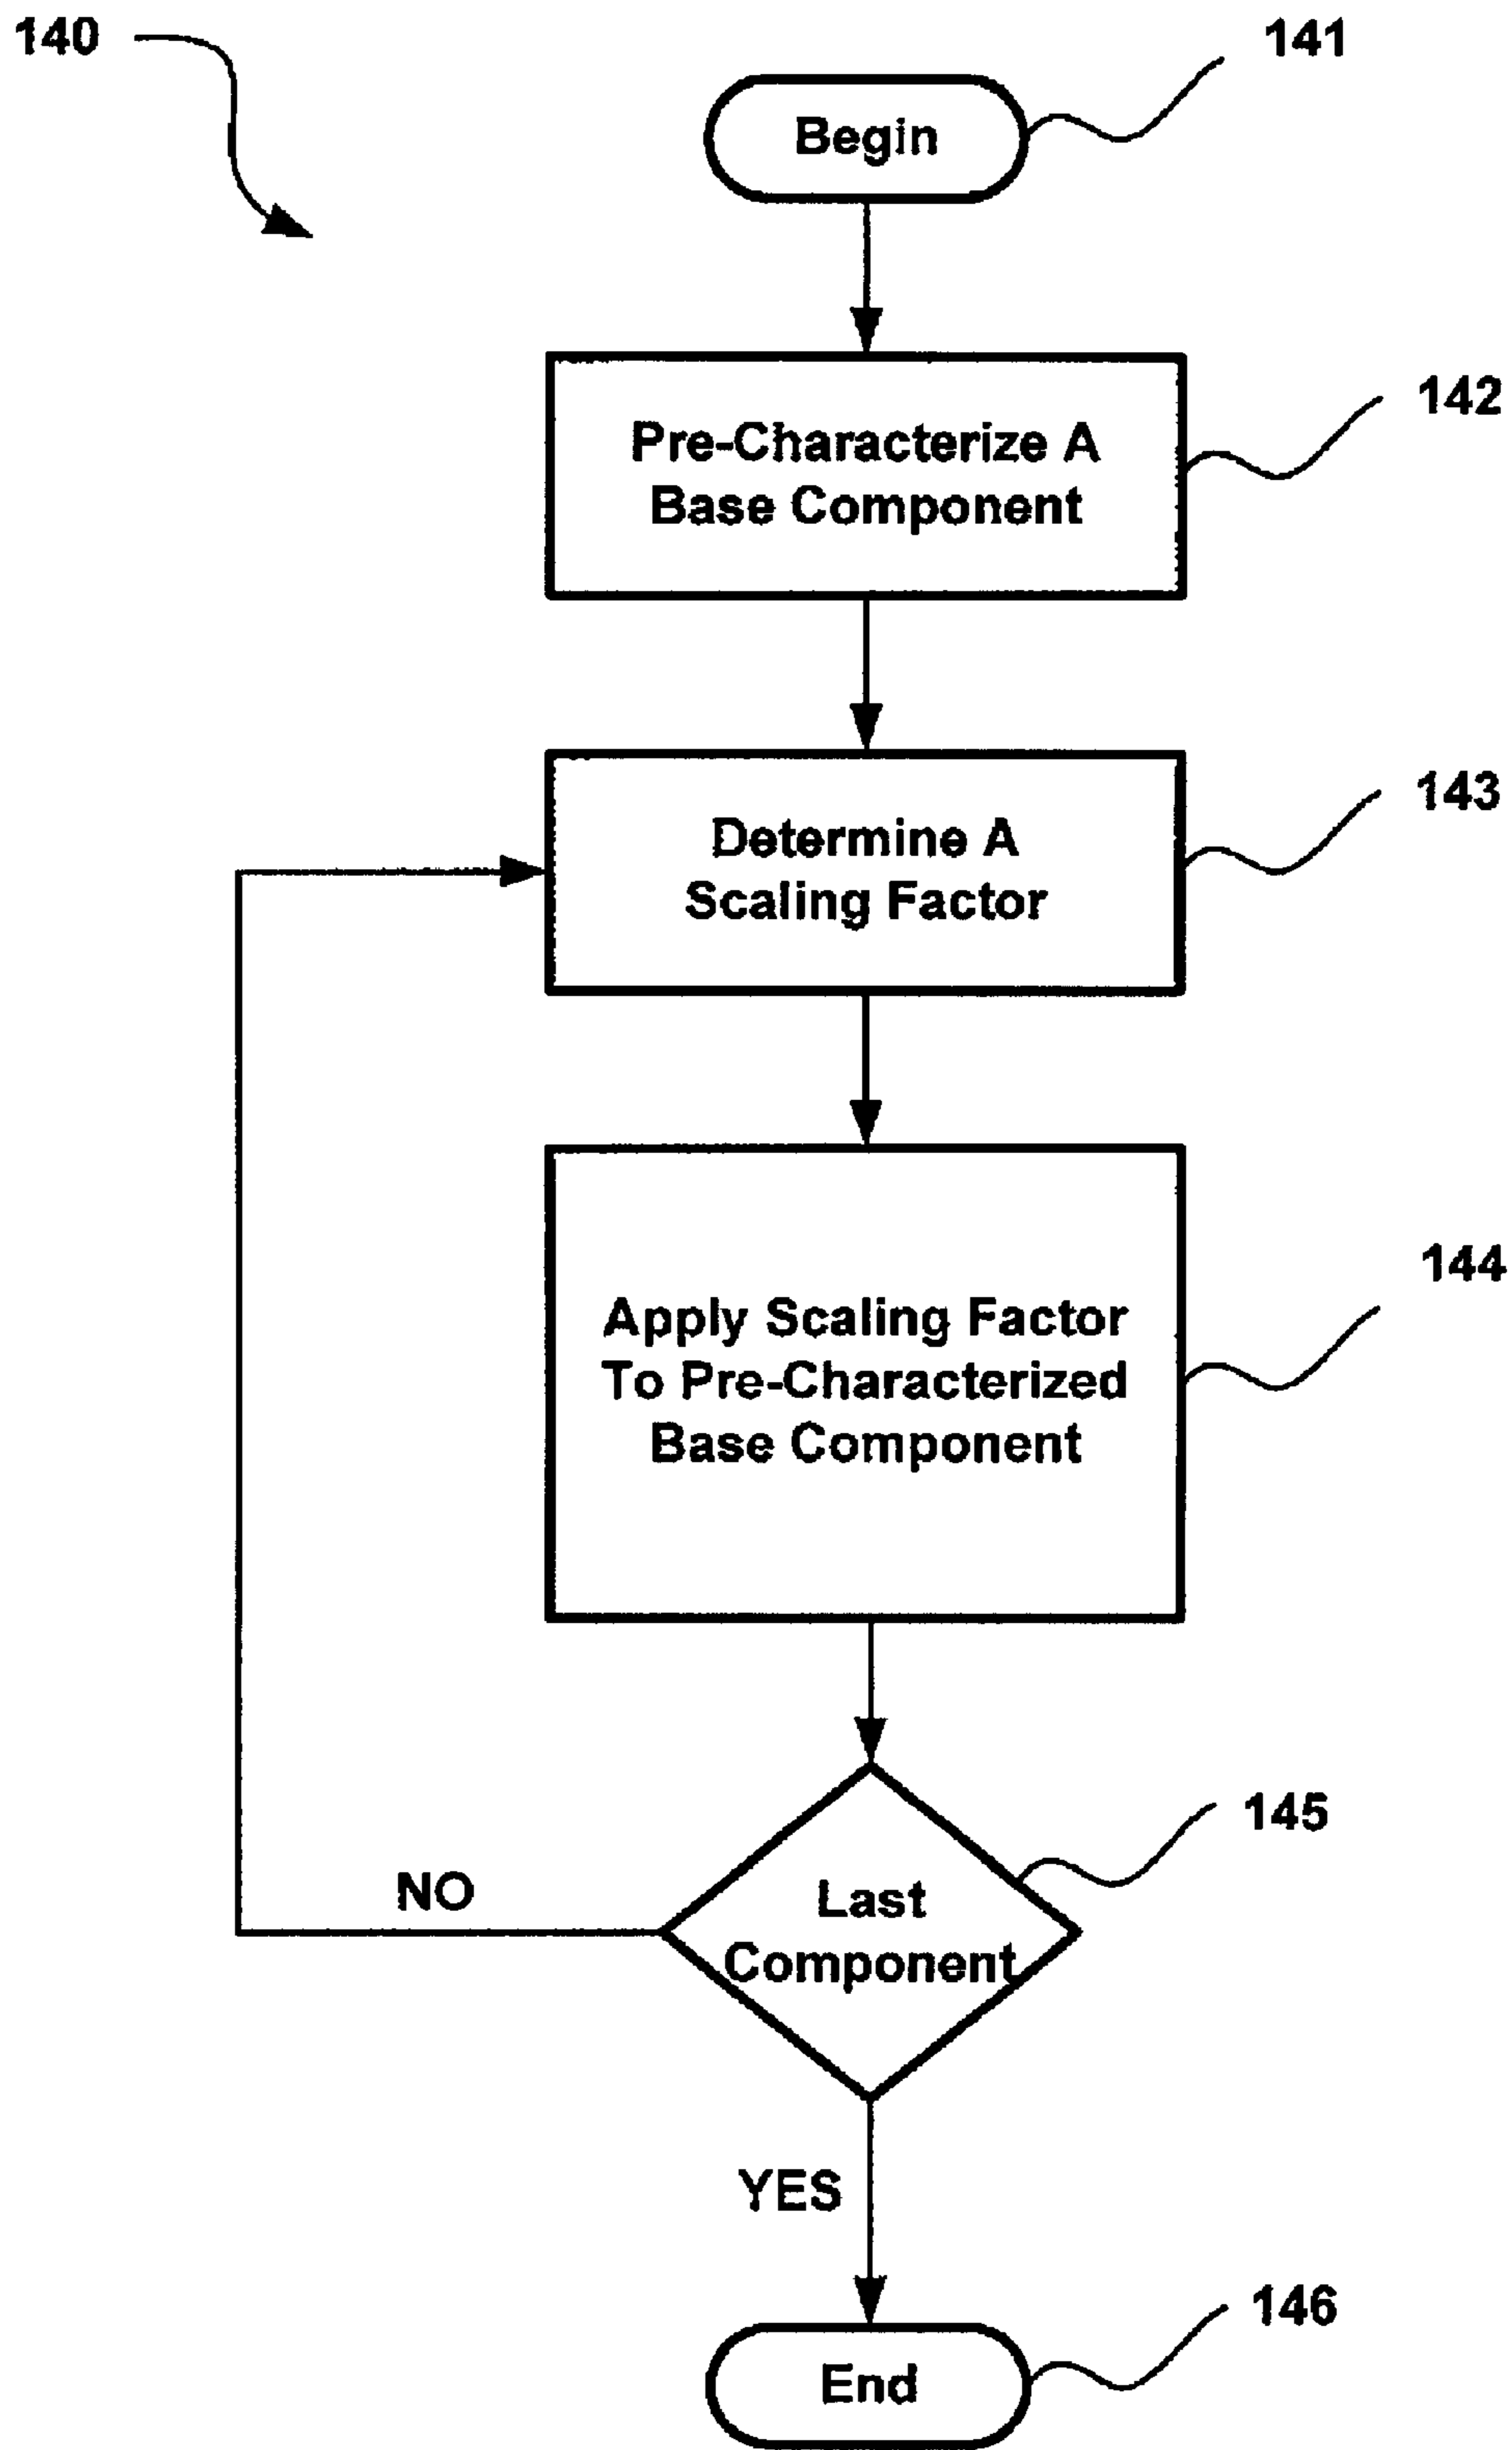 140
141
Begin
142
Pre-Characterize A
Base Component
143
Determine A
Scaling Factor
144
Apply Scaling Factor
To Pre-Characterized
Base Component
145
Last
Component
NO
YES
146
End